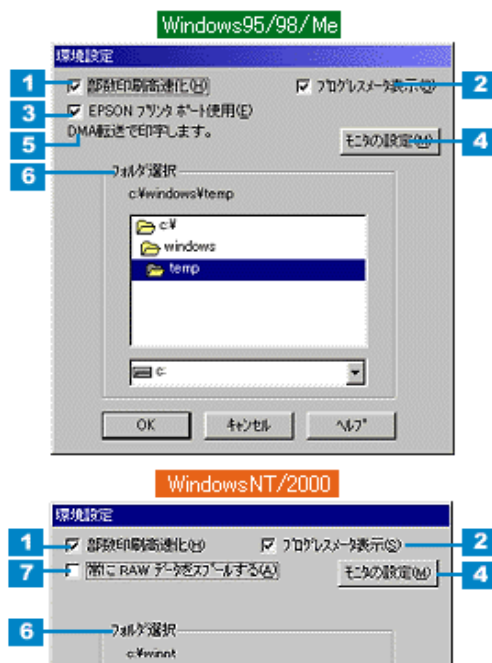 Windows95/98/Me
環境設定
1 部数印刷高速化(H) プログレスメータ表示(S) 2
3 EPSON プリンタ ポート使用(E)
5 DMA転送で印字します。 モニタの設定(M) 4
6 フォルダ選択
c:¥windows¥temp
c:¥
windows
temp
c:
OK キャンセル ヘルプ
WindowsNT/2000
環境設定
1 部数印刷高速化(H) プログレスメータ表示(S) 2
7 常に RAW データをスプールする(A) モニタの設定(M) 4
6 フォルダ選択
c:¥winnt